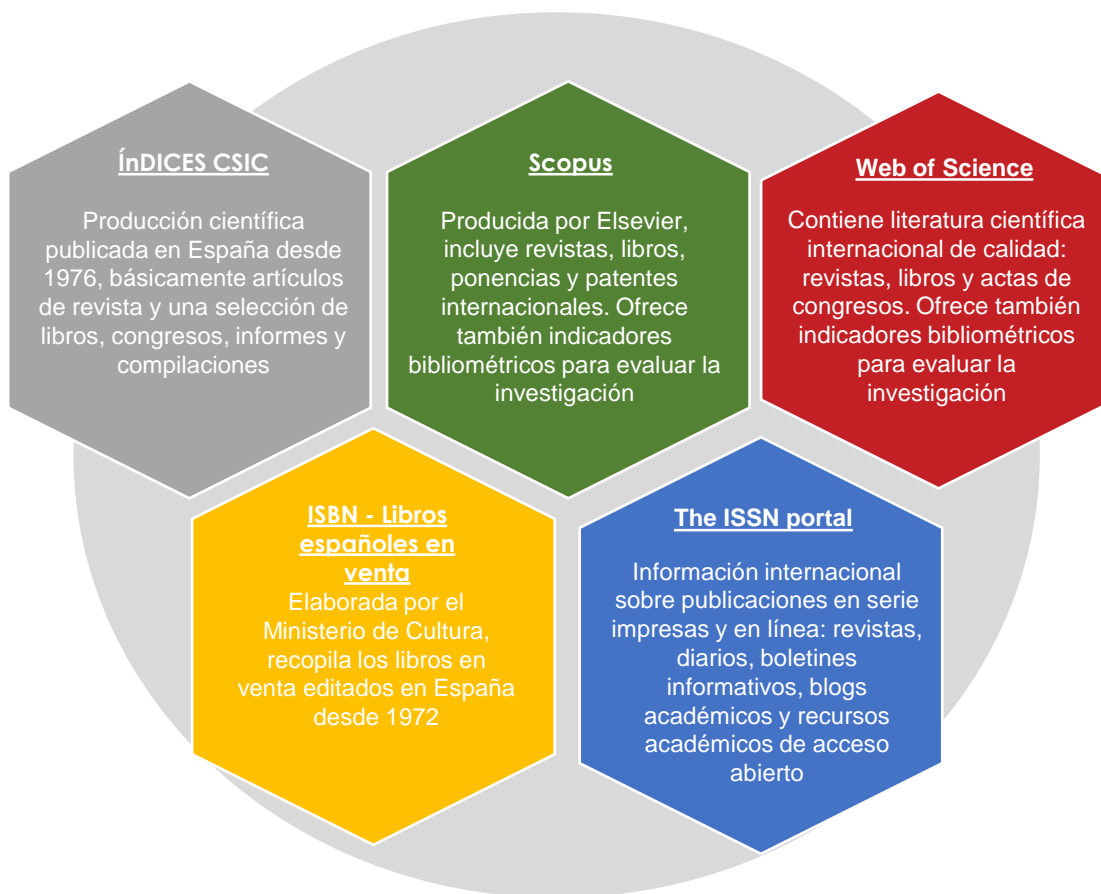 ÍnDICES CSIC
Producción científica
publicada en España desde
1976, básicamente artículos
de revista y una selección de
libros, congresos, informes y
compilaciones
Scopus
Producida por Elsevier,
incluye revistas, libros,
ponencias y patentes
internacionales. Ofrece
también indicadores
bibliométricos para evaluar la
investigación
Web of Science
Contiene literatura científica
internacional de calidad:
revistas, libros y actas de
congresos. Ofrece también
indicadores bibliométricos
para evaluar la
investigación
ISBN - Libros
españoles en
venta
Elaborada por el
Ministerio de Cultura,
recopila los libros en
venta editados en España
desde 1972
The ISSN portal
Información internacional
sobre publicaciones en serie
impresas y en línea: revistas,
diarios, boletines
informativos, blogs
académicos y recursos
académicos de acceso
abierto